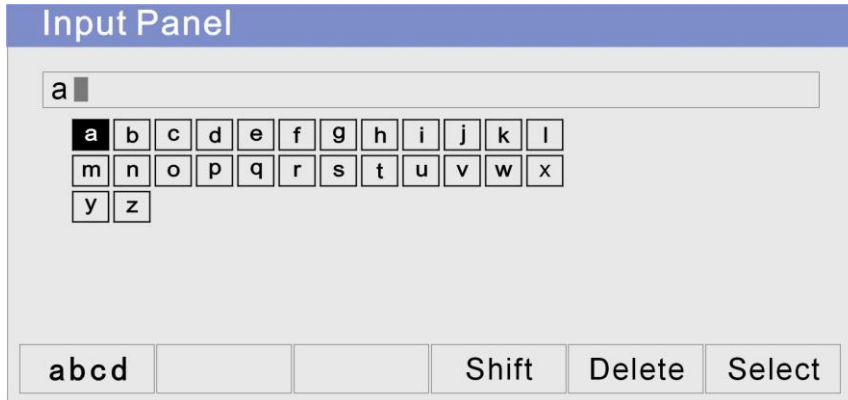 Input Panel
a
a b c d e f g h i j k l
m n o p q r s t u v w x
y z
abcd Shift Delete Select